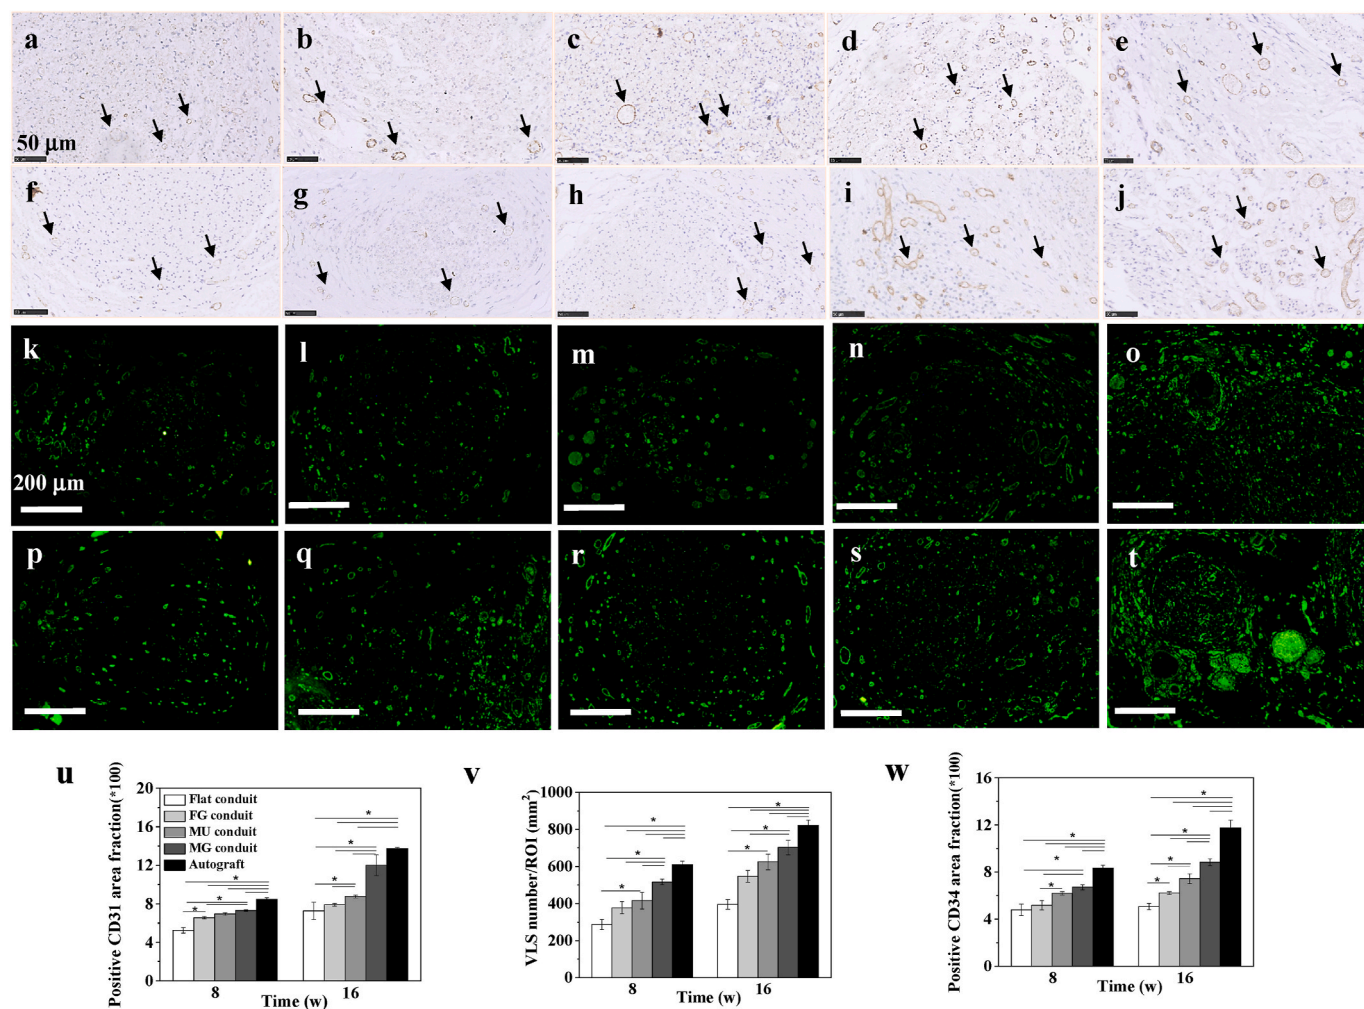 a b c d e
50 μm
f g h i j
k l m n o
200 μm
p q r s t
u
Positive CD31 area fraction(*100)
20
16
12
8
4
0
Flat conduit
FG conduit
MU conduit
MG conduit
Autograft
* * * * * *
8 16
Time (w)
v
VLS number/ROI (mm²)
1000
800
600
400
200
0
* * * * * *
8 16
Time (w)
w
Positive CD34 area fraction(*100)
16
12
8
4
0
* * * * * * *
8 16
Time (w)